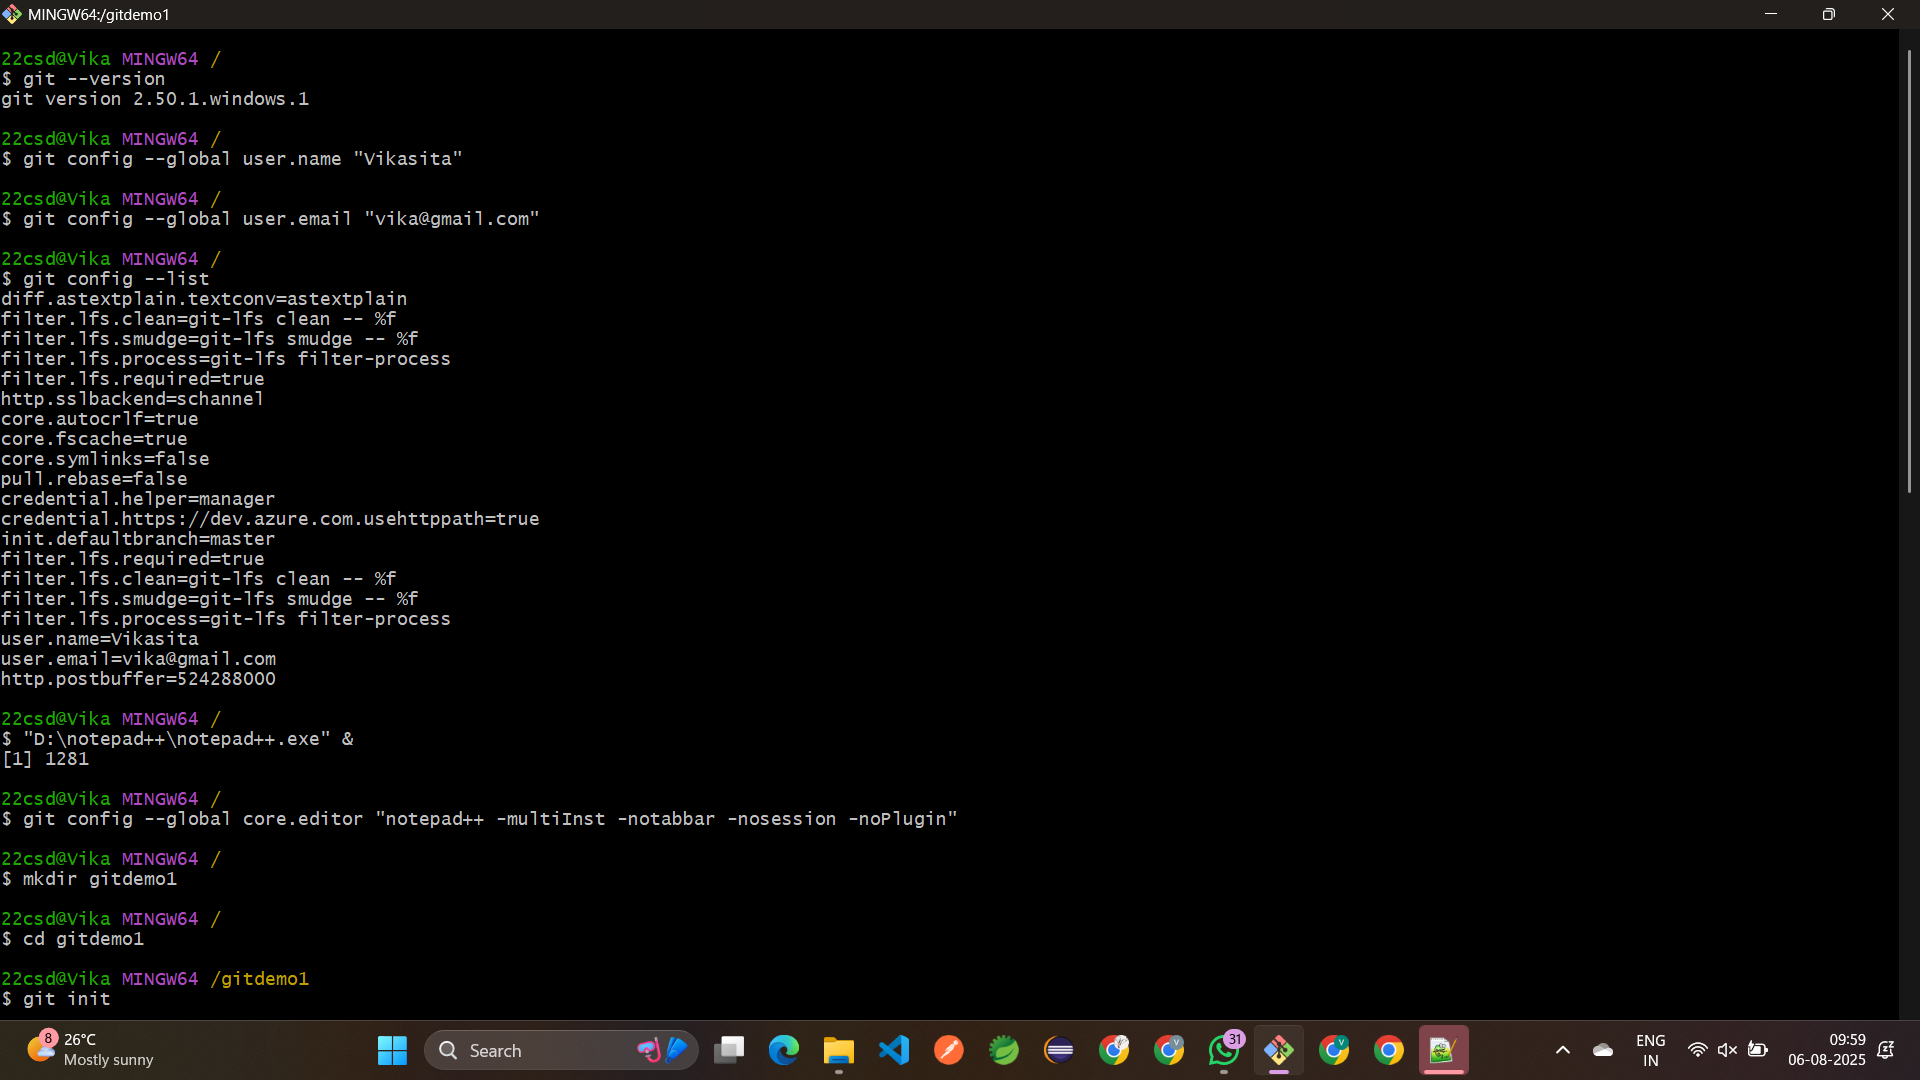 MINGW64:/gitdemo1
22csd@Vika MINGW64 /
$ git --version
git version 2.50.1.windows.1
22csd@Vika MINGW64 /
$ git config --global user.name "Vikasita"
22csd@Vika MINGW64 /
$ git config --global user.email "vika@gmail.com"
22csd@Vika MINGW64 /
$ git config --list
diff.astextplain.textconv=astextplain
filter.lfs.clean=git-lfs clean -- %f
filter.lfs.smudge=git-lfs smudge -- %f
filter.lfs.process=git-lfs filter-process
filter.lfs.required=true
http.sslbackend=schannel
core.autocrlf=true
core.fscache=true
core.symlinks=false
pull.rebase=false
credential.helper=manager
credential.https://dev.azure.com.usehttppath=true
init.defaultbranch=master
filter.lfs.required=true
filter.lfs.clean=git-lfs clean -- %f
filter.lfs.smudge=git-lfs smudge -- %f
filter.lfs.process=git-lfs filter-process
user.name=Vikasita
user.email=vika@gmail.com
http.postbuffer=524288000
22csd@Vika MINGW64 /
$ "D:\notepad++\notepad++.exe" &
[1] 1281
22csd@Vika MINGW64 /
$ git config --global core.editor "notepad++ -multiInst -notabbar -nosession -noPlugin"
22csd@Vika MINGW64 /
$ mkdir gitdemo1
22csd@Vika MINGW64 /
$ cd gitdemo1
22csd@Vika MINGW64 /gitdemo1
$ git init
8
26°C
Mostly sunny
Search
31
V
V
ENG
IN
09:59
06-08-2025